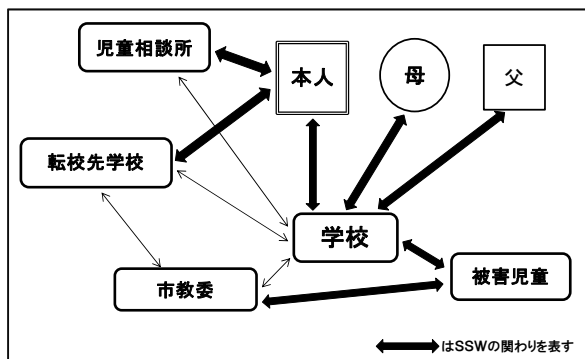 児童相談所
本人
母
父
転校先学校
学校
市教委
被害児童
はSSWの関わりを表す